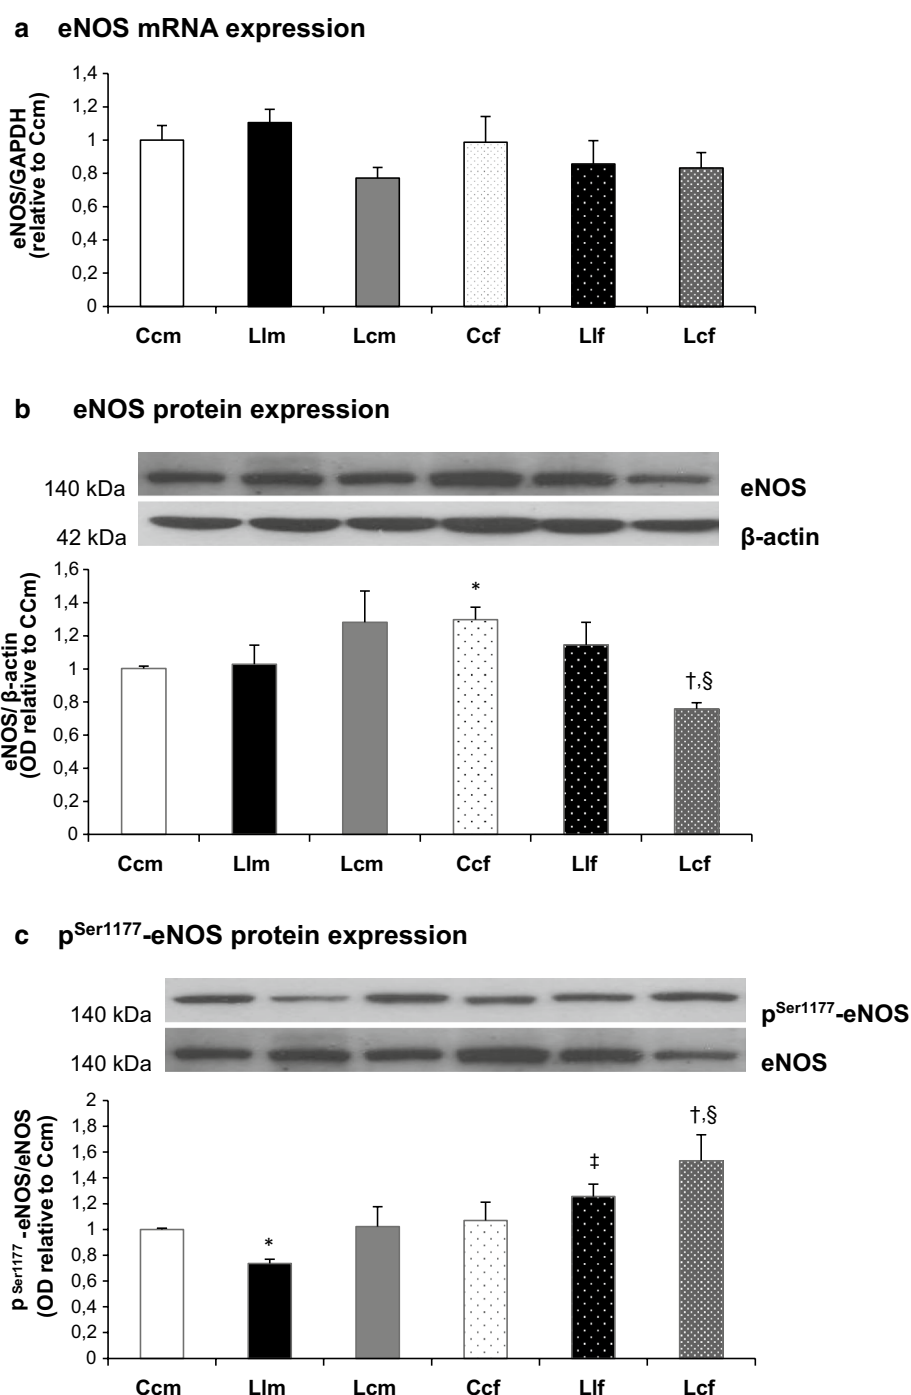 a eNOS mRNA expression
eNOS/GAPDH
(relative to Ccm)
1,4
1,2
1
0,8
0,6
0,4
0,2
0
Ccm Llm Lcm Ccf Llf Lcf
b eNOS protein expression
140 kDa eNOS
42 kDa β-actin
eNOS/ β-actin
(OD relative to CCm)
1,6
1,4
1,2
1
0,8
0,6
0,4
0,2
0
*
†,§
Ccm Llm Lcm Ccf Llf Lcf
c pSer1177-eNOS protein expression
140 kDa pSer1177-eNOS
140 kDa eNOS
p Ser1177 -eNOS/eNOS
(OD relative to Ccm)
2
1,8
1,6
1,4
1,2
1
0,8
0,6
0,4
0,2
0
*
‡
†,§
Ccm Llm Lcm Ccf Llf Lcf